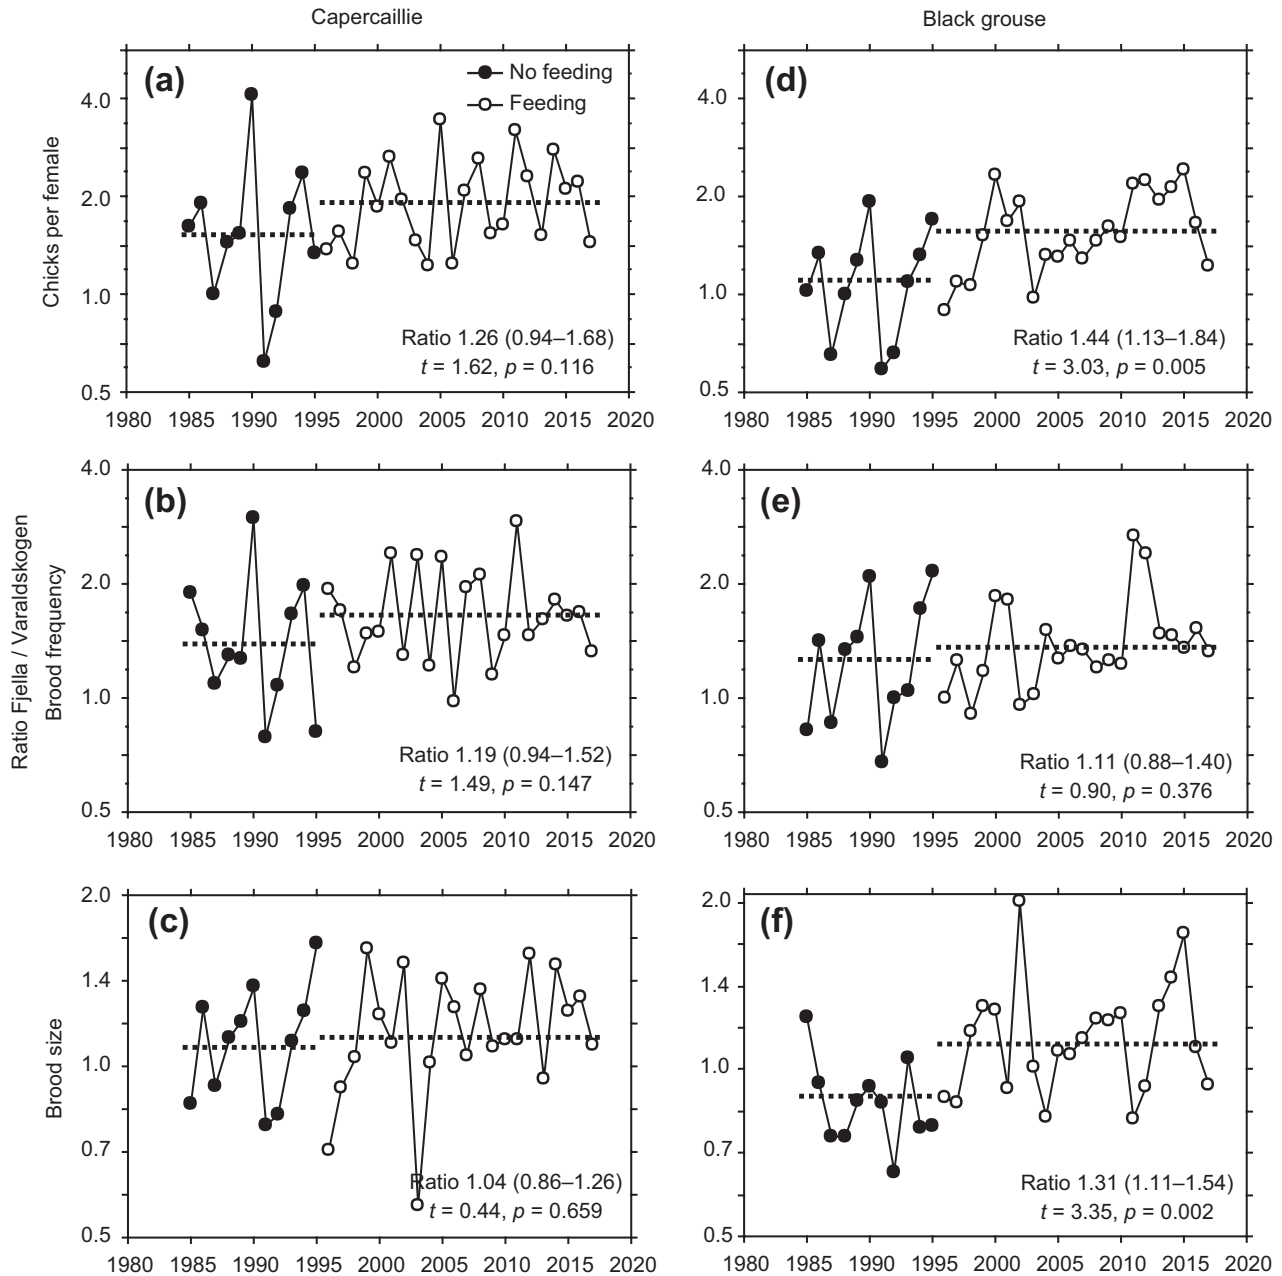 Capercaillie
Black grouse
(a)
No feeding
Feeding
Chicks per female
4.0
2.0
1.0
0.5
Ratio 1.26 (0.94–1.68)
t = 1.62, p = 0.116
1980 1985 1990 1995 2000 2005 2010 2015 2020
(d)
4.0
2.0
1.0
0.5
Ratio 1.44 (1.13–1.84)
t = 3.03, p = 0.005
1980 1985 1990 1995 2000 2005 2010 2015 2020
Ratio Fjella / Varaldskogen
Brood frequency
(b)
4.0
2.0
1.0
0.5
Ratio 1.19 (0.94–1.52)
t = 1.49, p = 0.147
1980 1985 1990 1995 2000 2005 2010 2015 2020
(e)
4.0
2.0
1.0
0.5
Ratio 1.11 (0.88–1.40)
t = 0.90, p = 0.376
1980 1985 1990 1995 2000 2005 2010 2015 2020
Brood size
(c)
2.0
1.4
1.0
0.7
0.5
Ratio 1.04 (0.86–1.26)
t = 0.44, p = 0.659
1980 1985 1990 1995 2000 2005 2010 2015 2020
(f)
2.0
1.4
1.0
0.7
0.5
Ratio 1.31 (1.11–1.54)
t = 3.35, p = 0.002
1980 1985 1990 1995 2000 2005 2010 2015 2020